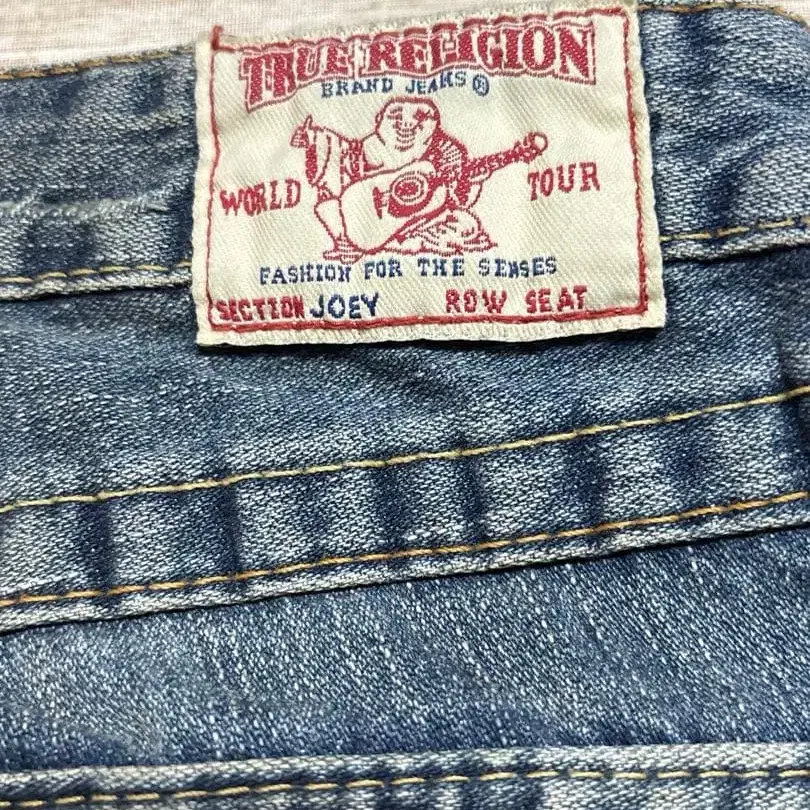 TRUE RELIGION
BRAND JEANS®
WORLD TOUR
FASHION FOR THE SENSES
SECTION JOEY ROW SEAT